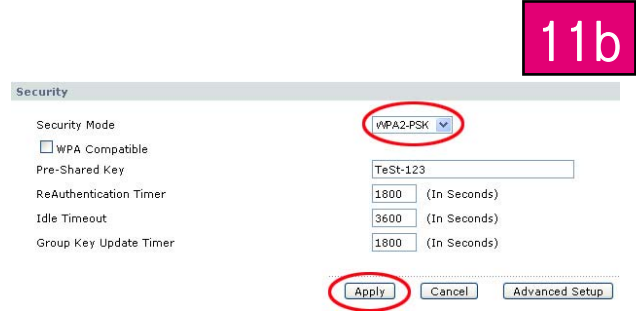 11b
Security
Security Mode WPA2-PSK
WPA Compatible
Pre-Shared Key TeSt-123
ReAuthentication Timer 1800 (In Seconds)
Idle Timeout 3600 (In Seconds)
Group Key Update Timer 1800 (In Seconds)
Apply Cancel Advanced Setup